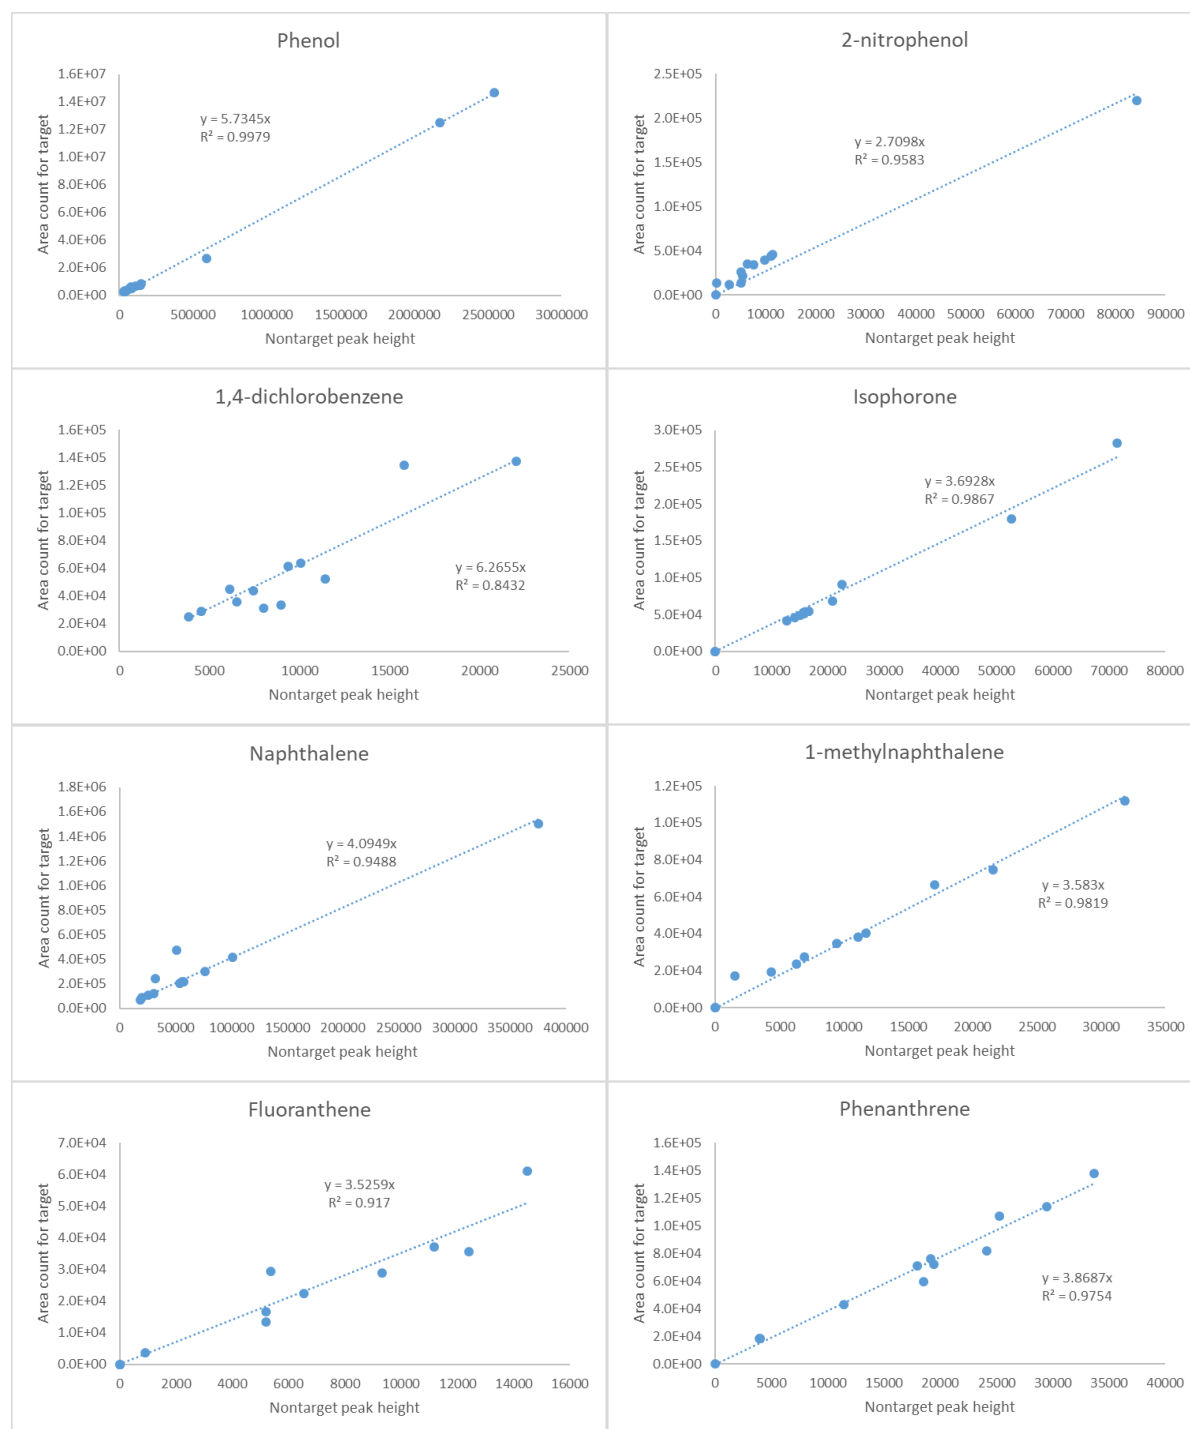 Phenol
Area count for target
1.6E+07
1.4E+07
1.2E+07
1.0E+07
8.0E+06
6.0E+06
4.0E+06
2.0E+06
0.0E+00
y = 5.7345x
R² = 0.9979
0 500000 1000000 1500000 2000000 2500000 3000000
Nontarget peak height
2-nitrophenol
Area count for target
2.5E+05
2.0E+05
1.5E+05
1.0E+05
5.0E+04
0.0E+00
y = 2.7098x
R² = 0.9583
0 10000 20000 30000 40000 50000 60000 70000 80000 90000
Nontarget peak height
1,4-dichlorobenzene
Area count for target
1.6E+05
1.4E+05
1.2E+05
1.0E+05
8.0E+04
6.0E+04
4.0E+04
2.0E+04
0.0E+00
y = 6.2655x
R² = 0.8432
0 5000 10000 15000 20000 25000
Nontarget peak height
Isophorone
Area count for target
3.0E+05
2.5E+05
2.0E+05
1.5E+05
1.0E+05
5.0E+04
0.0E+00
y = 3.6928x
R² = 0.9867
0 10000 20000 30000 40000 50000 60000 70000 80000
Nontarget peak height
Naphthalene
Area count for target
1.8E+06
1.6E+06
1.4E+06
1.2E+06
1.0E+06
8.0E+05
6.0E+05
4.0E+05
2.0E+05
0.0E+00
y = 4.0949x
R² = 0.9488
0 50000 100000 150000 200000 250000 300000 350000 400000
Nontarget peak height
1-methylnaphthalene
Area count for target
1.2E+05
1.0E+05
8.0E+04
6.0E+04
4.0E+04
2.0E+04
0.0E+00
y = 3.583x
R² = 0.9819
0 5000 10000 15000 20000 25000 30000 35000
Nontarget peak height
Fluoranthene
Area count for target
7.0E+04
6.0E+04
5.0E+04
4.0E+04
3.0E+04
2.0E+04
1.0E+04
0.0E+00
y = 3.5259x
R² = 0.917
0 2000 4000 6000 8000 10000 12000 14000 16000
Nontarget peak height
Phenanthrene
Area count for target
1.6E+05
1.4E+05
1.2E+05
1.0E+05
8.0E+04
6.0E+04
4.0E+04
2.0E+04
0.0E+00
y = 3.8687x
R² = 0.9754
0 5000 10000 15000 20000 25000 30000 35000 40000
Nontarget peak height